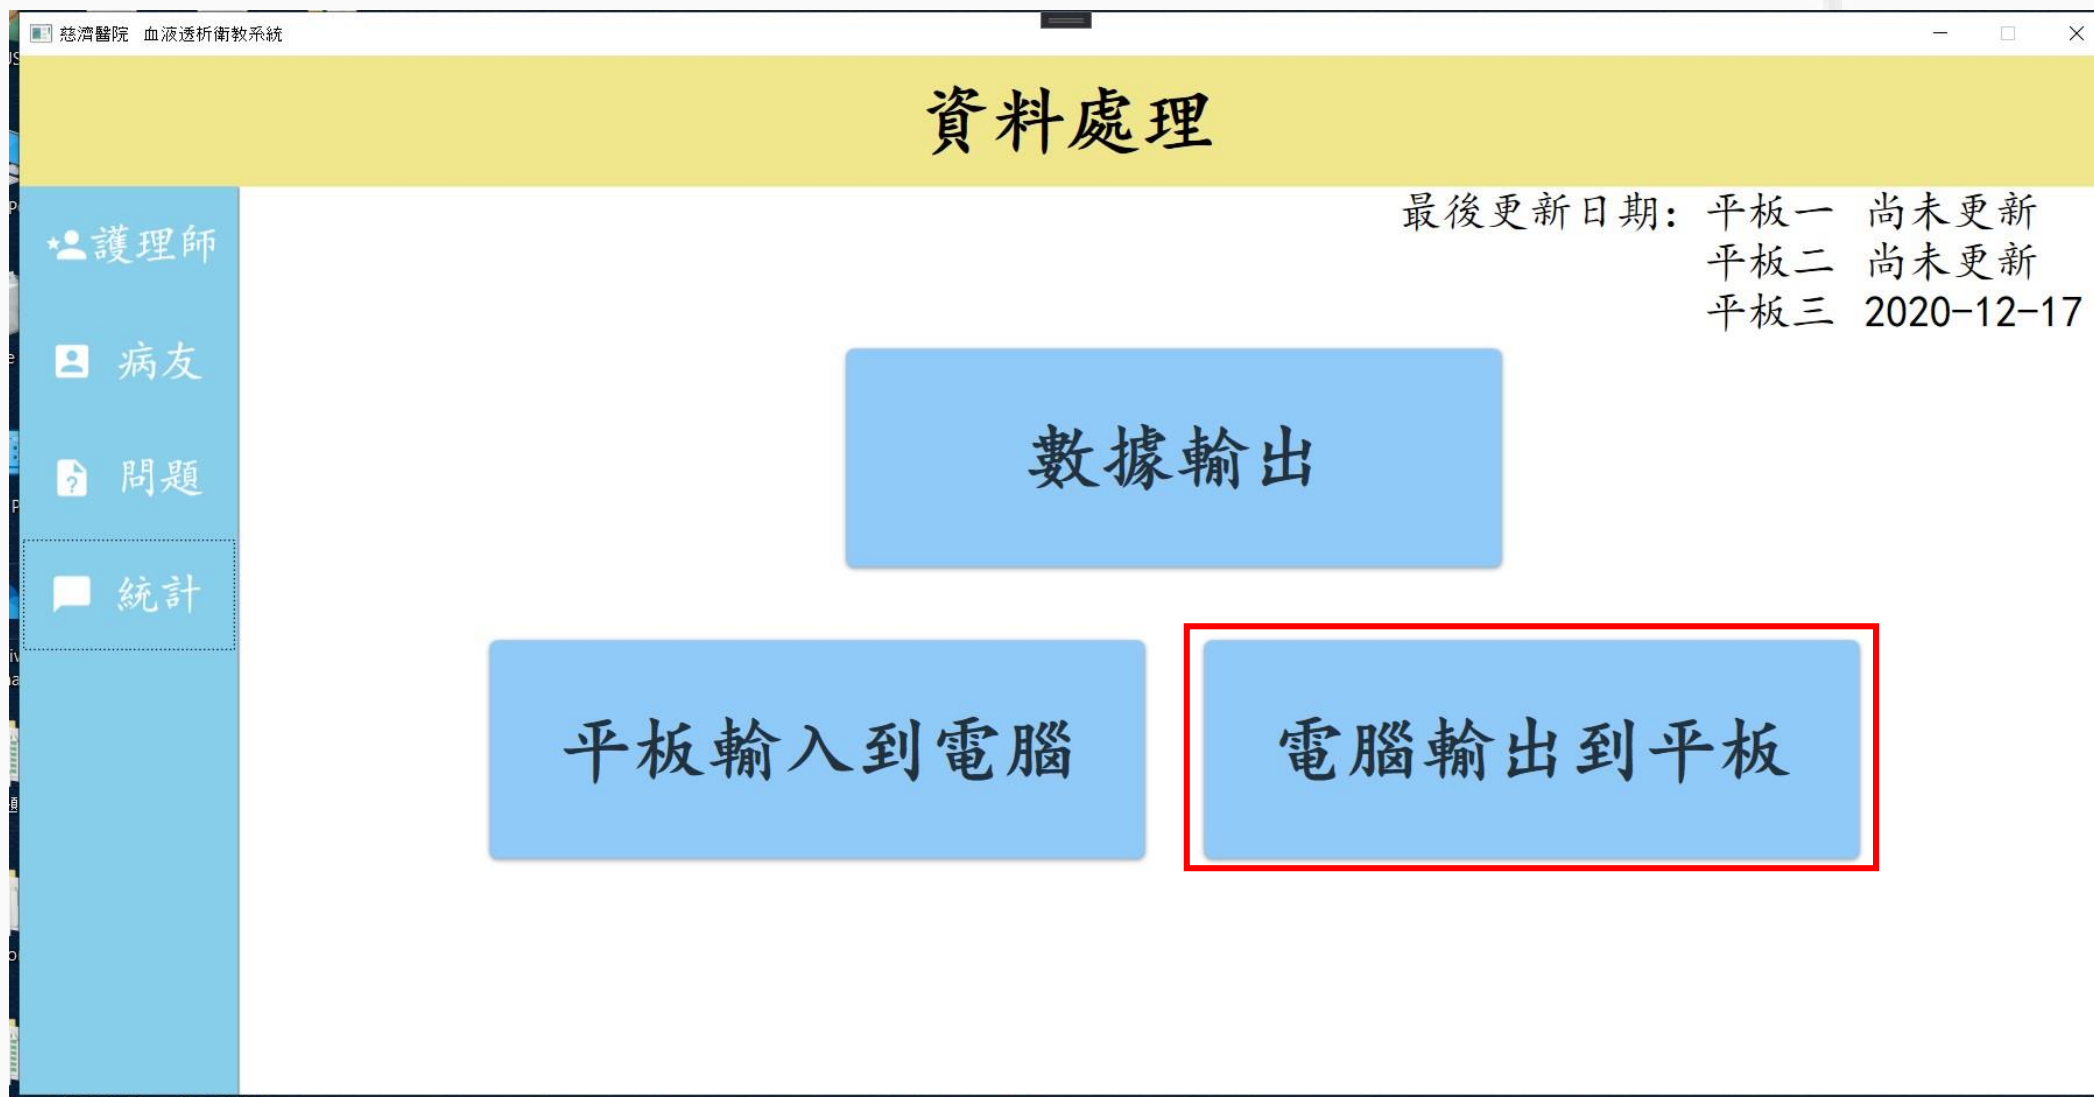 慈濟醫院 血液透析衛教系統
資料處理
最後更新日期: 平板一 尚未更新
平板二 尚未更新
平板三 2020-12-17
護理師
病友
問題
統計
數據輸出
平板輸入到電腦
電腦輸出到平板